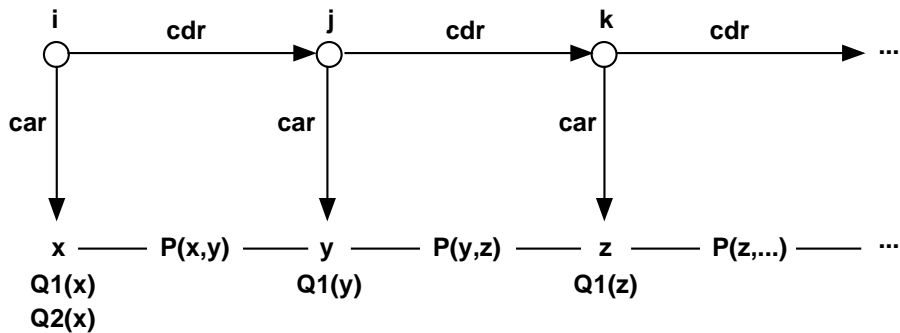 i j k
cdr cdr cdr ...
car car car
x P(x,y) y P(y,z) z P(z,...) ...
Q1(x) Q1(y) Q1(z)
Q2(x)